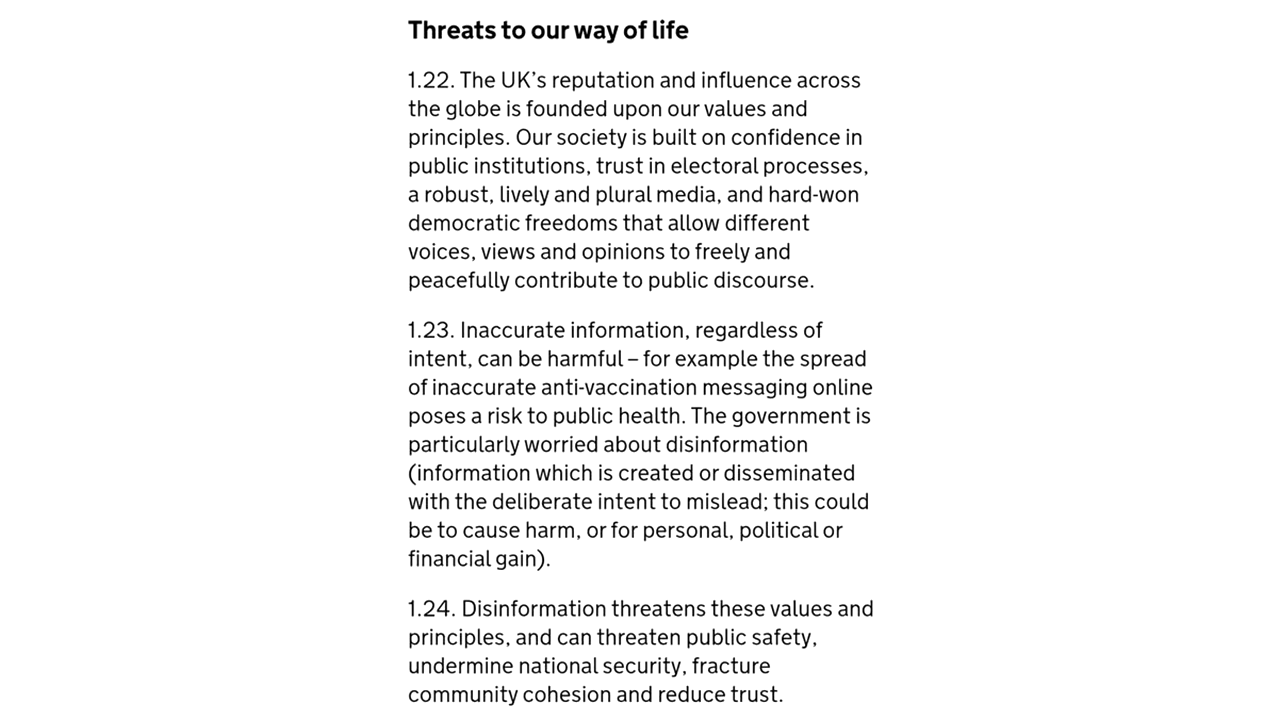 Threats to our way of life
1.22. The UK’s reputation and influence across
the globe is founded upon our values and
principles. Our society is built on confidence in
public institutions, trust in electoral processes,
a robust, lively and plural media, and hard-won
democratic freedoms that allow different
voices, views and opinions to freely and
peacefully contribute to public discourse.
1.23. Inaccurate information, regardless of
intent, can be harmful – for example the spread
of inaccurate anti-vaccination messaging online
poses a risk to public health. The government is
particularly worried about disinformation
(information which is created or disseminated
with the deliberate intent to mislead; this could
be to cause harm, or for personal, political or
financial gain).
1.24. Disinformation threatens these values and
principles, and can threaten public safety,
undermine national security, fracture
community cohesion and reduce trust.